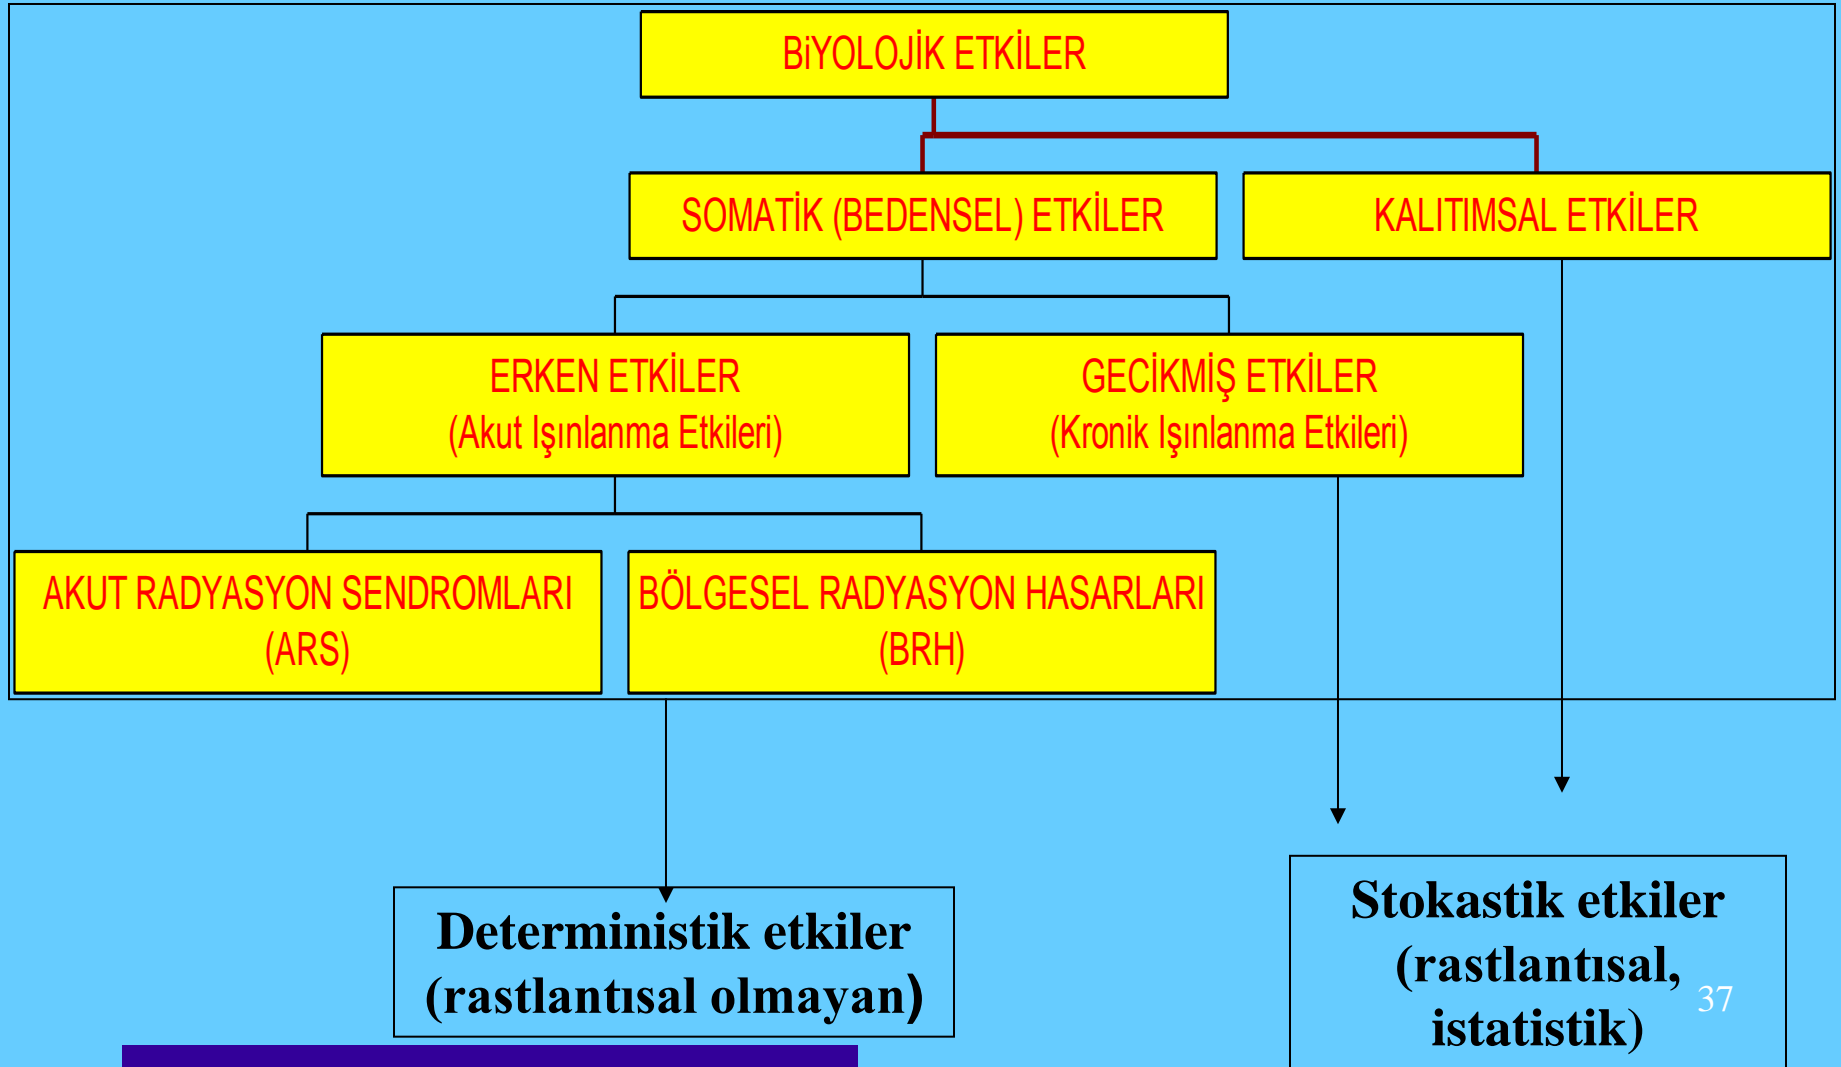 BiYOLOJİK ETKİLER
SOMATİK (BEDENSEL) ETKİLER
KALITIMSAL ETKİLER
ERKEN ETKİLER
(Akut Işınlanma Etkileri)
GECİKMİŞ ETKİLER
(Kronik Işınlanma Etkileri)
AKUT RADYASYON SENDROMLARI
(ARS)
BÖLGESEL RADYASYON HASARLARI
(BRH)
Deterministik etkiler
(rastlantısal olmayan)
Stokastik etkiler
(rastlantısal,
istatistik)
37